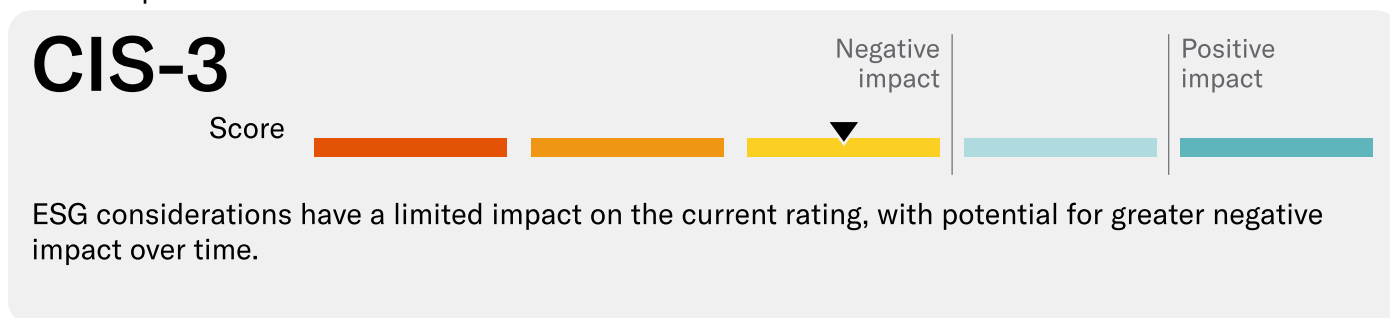 CIS-3
Negative
impact
Positive
impact
Score
ESG considerations have a limited impact on the current rating, with potential for greater negative
impact over time.